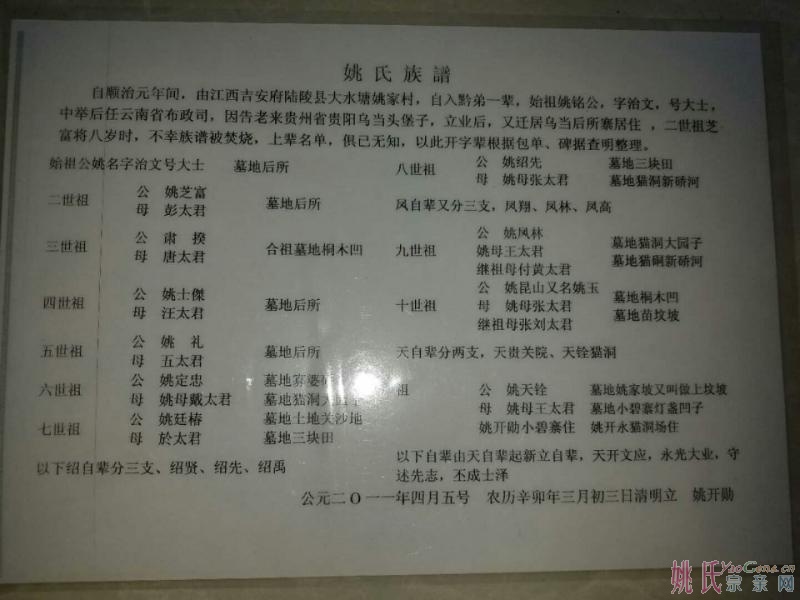 姚氏族譜
自顺治元年间，由江西吉安府陆陵县大水塘姚家村，自入黔弟一辈，始祖姚铭公，字治文，号大士，
中举后任云南省布政司，因告老来贵州省贵阳乌当头堡子，立业后，又迁居乌当后所寨居住，二世祖芝
富将八岁时，不幸族谱被焚烧，上辈名单，俱已无知，以此开字辈根据包单、碑据查明整理。
始祖公姚名字治文号大士 墓地后所
二世祖 公 姚芝富 墓地后所
母 彭太君
三世祖 公 肃揆 合祖墓地桐木凹
母 唐太君
四世祖 公 姚士傑 墓地后所
母 汪太君
五世祖 公 姚礼 墓地后所
母 五太君
六世祖 公 姚定忠 墓地寡婆
母 姚母戴太君 墓地猫洞大
七世祖 公 姚廷椿 墓地土地关沙地
母 於太君 墓地三块田
以下绍自辈分三支、绍贤、绍先、绍禹
八世祖 公 姚绍先 墓地三块田
母 姚母张太君 墓地猫洞新硚河
凤自辈又分三支，凤翔、凤林、凤高
九世祖 公 姚凤林 墓地猫洞大园子
姚母王太君 墓地猫硐新硚河
继祖母付黄太君
十世祖 公 姚昆山又名姚玉 墓地桐木凹
母 姚母张太君 墓地苗坟坡
继祖母张刘太君
天自辈分两支，天贵关院、天铨猫洞
祖 公 姚天铨 墓地姚家坡又叫做上坟坡
母 姚母王太君 墓地小碧寨灯盏凹子
姚开勋小碧寨住 姚开永猫洞场住
以下自辈由天自辈起新立自辈，天开文应，永光大业，守
述先志，丕成士泽
公元二O一一年四月五号 农历辛卯年三月初三日清明立 姚开勋
姚氏宗亲网
YaoGens.cn